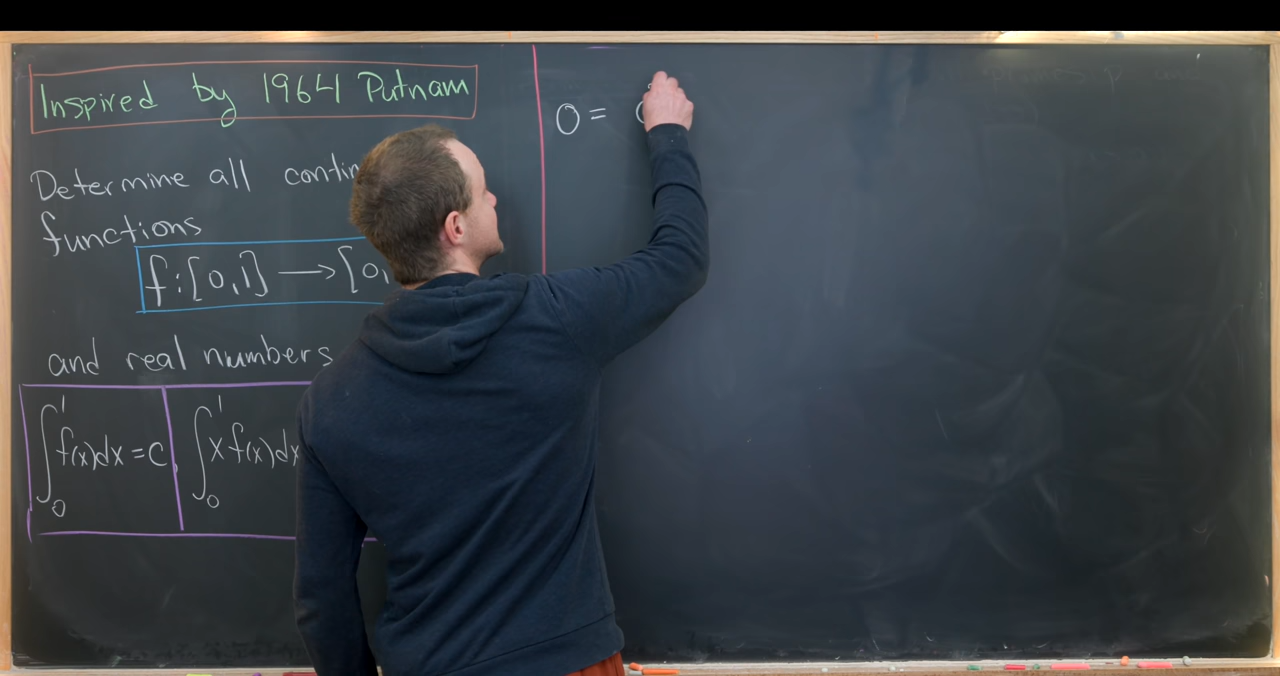 Inspired by 1964 Putnam
Determine all contin
functions
f:[0,1] ⟶ [0,
and real numbers
∫₀¹ f(x)dx = c, ∫₀¹ x f(x)dx
0 =